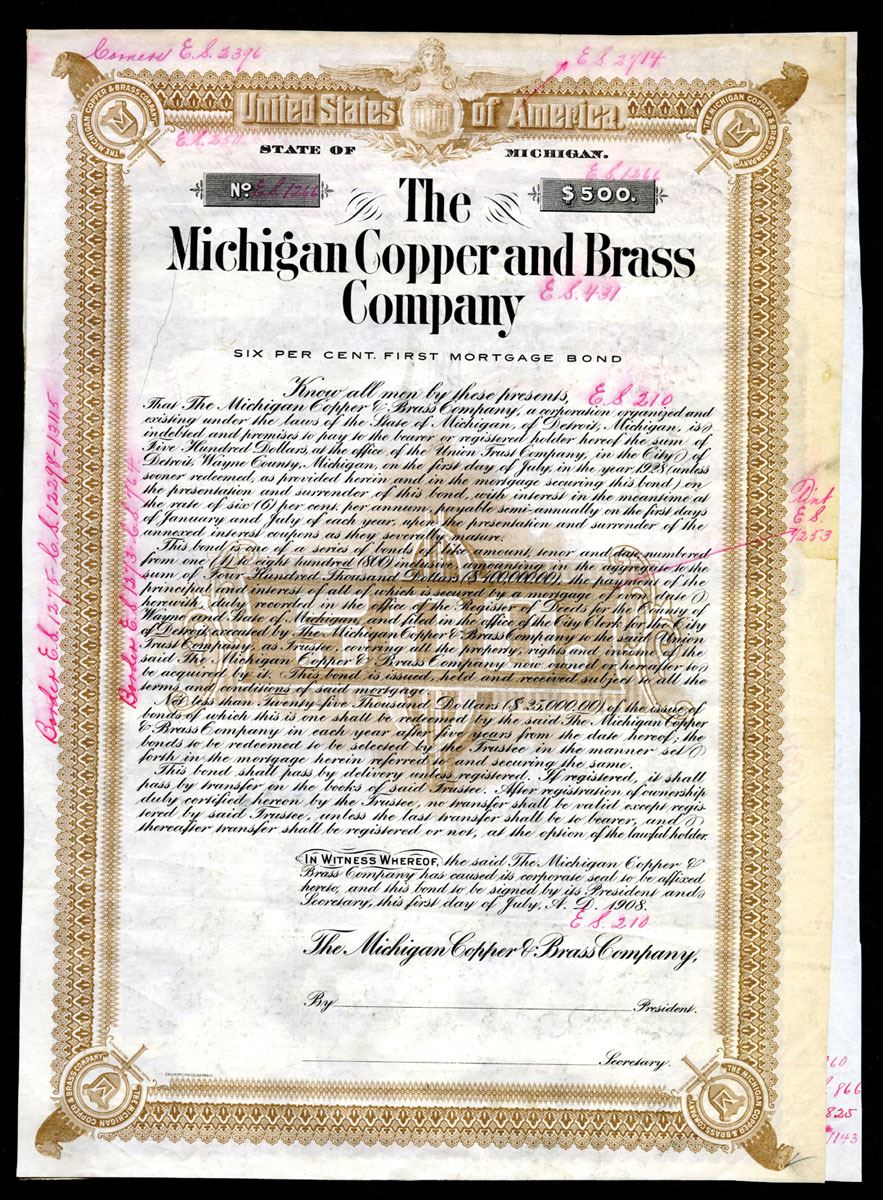 Corners E.S. 2396
E.S. 2714
United States of America.
THE MICHIGAN COPPER & BRASS COMPANY
THE MICHIGAN COPPER & BRASS COMPANY
STATE OF MICHIGAN.
E.S. 1266
No. E.S. 1266
$500.
The
Michigan Copper and Brass
Company
E.S. 431
SIX PER CENT. FIRST MORTGAGE BOND
Know all men by these presents,
E.S. 210
That The Michigan Copper & Brass Company, a corporation organized and
existing under the laws of the State of Michigan, of Detroit, Michigan, is
indebted and promises to pay to the bearer or registered holder hereof the sum of
Five Hundred Dollars, at the office of the Union Trust Company, in the City of
Detroit, Wayne County, Michigan, on the first day of July, in the year 1928 (unless
sooner redeemed, as provided herein and in the mortgage securing this bond) on
the presentation and surrender of this bond, with interest in the meantime at
the rate of six (6) per cent. per annum, payable semi-annually on the first days
of January and July of each year, upon the presentation and surrender of the
annexed interest coupons as they severally mature.
This bond is one of a series of bonds of like amount, tenor and date, numbered
from one (1) to eight hundred (800) inclusive, amounting in the aggregate to the
sum of Four Hundred Thousand Dollars ($400,000.00), the payment of the
principal and interest of all of which is secured by a mortgage of even date
herewith, duly recorded in the office of the Register of Deeds for the County of
Wayne and State of Michigan, and filed in the office of the City Clerk for the City
of Detroit, executed by The Michigan Copper & Brass Company to the said Union
Trust Company, as Trustee, covering all the property, rights and income of the
said The Michigan Copper & Brass Company now owned or hereafter to
be acquired by it. This bond is issued, held and received subject to all the
terms and conditions of said mortgage.
Not less than Twenty-five Thousand Dollars ($25,000.00) of the issue of
bonds of which this is one shall be redeemed by the said The Michigan Copper
& Brass Company in each year after five years from the date hereof; the
bonds to be redeemed to be selected by the Trustee in the manner set
forth in the mortgage herein referred to and securing the same.
This bond shall pass by delivery unless registered. If registered, it shall
pass by transfer on the books of said Trustee. After registration of ownership
duly certified hereon by the Trustee, no transfer shall be valid except regis-
tered by said Trustee, unless the last transfer shall be to bearer, and
thereafter transfer shall be registered or not, at the option of the lawful holder.
In Witness Whereof, the said The Michigan Copper &
Brass Company has caused its corporate seal to be affixed
hereto, and this bond to be signed by its President and
Secretary, this first day of July, A. D. 1908.
E.S. 210
The Michigan Copper & Brass Company,
By President.
Secretary.
Tint
E.S.
1253
866
825
1143
THE MICHIGAN COPPER & BRASS COMPANY
THE MICHIGAN COPPER & BRASS COMPANY